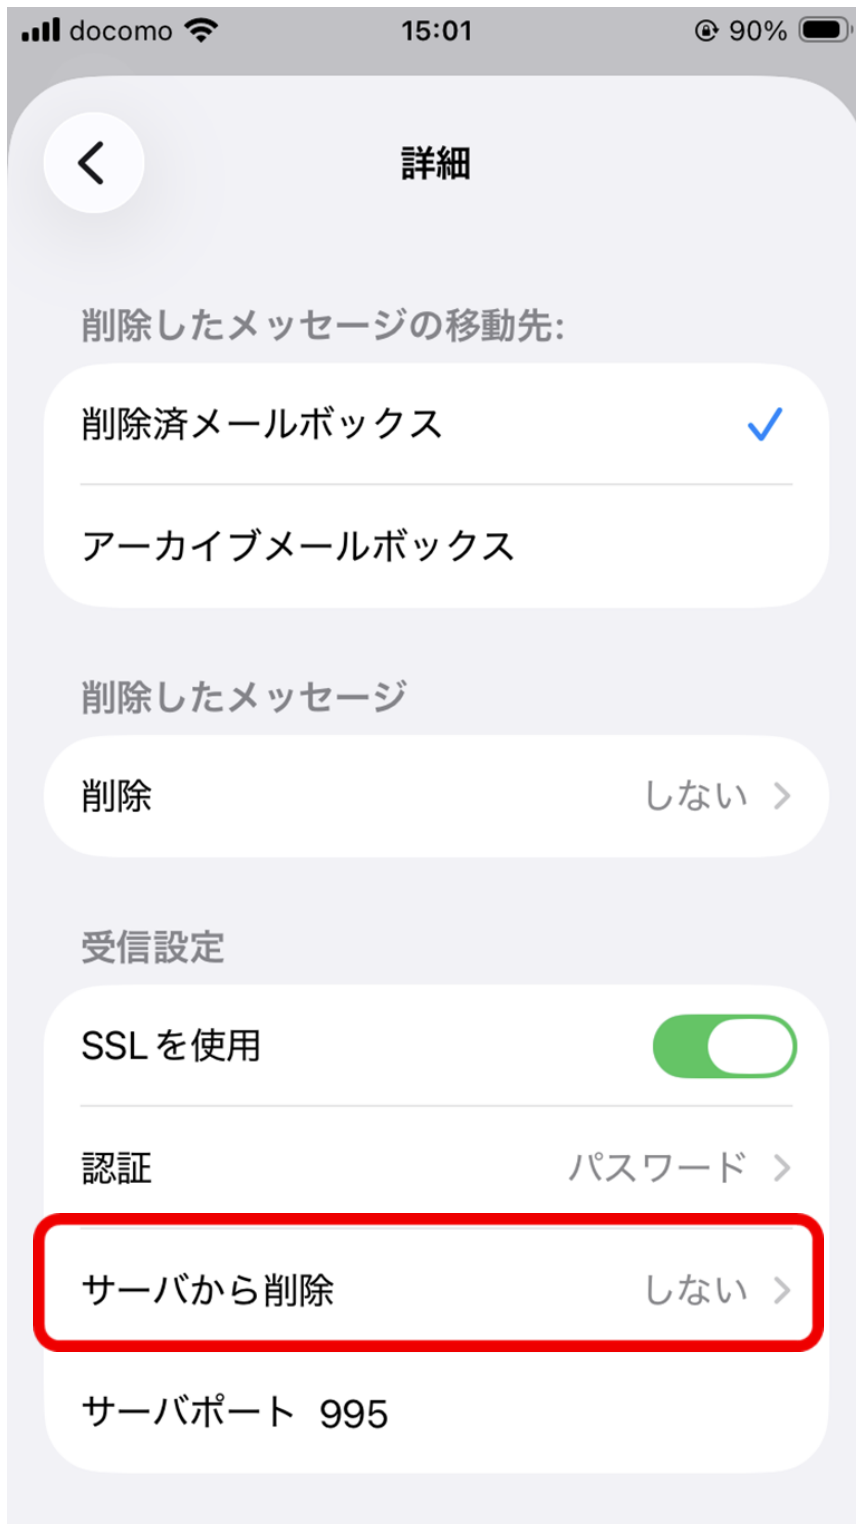 docomo 15:01 90%
詳細
削除したメッセージの移動先:
削除済メールボックス
アーカイブメールボックス
削除したメッセージ
削除 しない
受信設定
SSLを使用
認証 パスワード
サーバから削除 しない
サーバポート 995